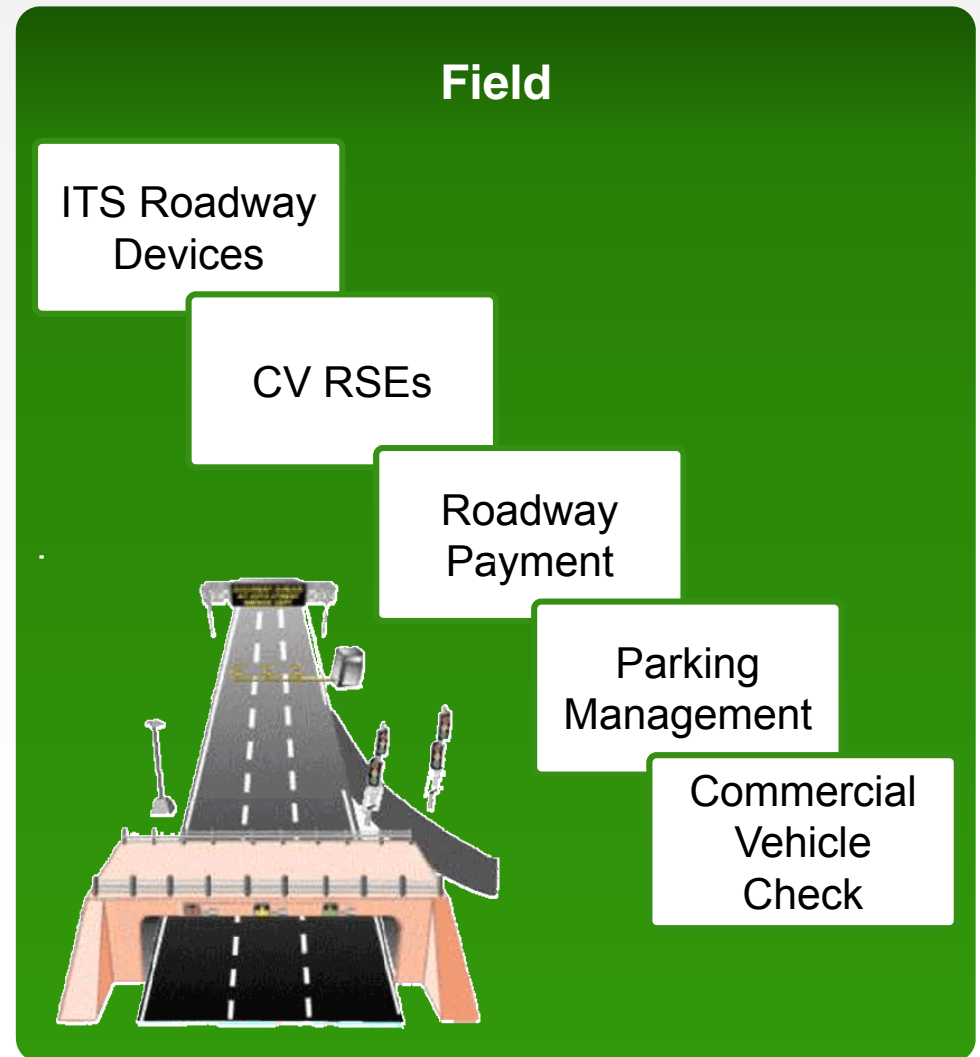 Field
ITS Roadway
Devices
CV RSEs
Roadway
Payment
Parking
Management
Commercial
Vehicle
Check